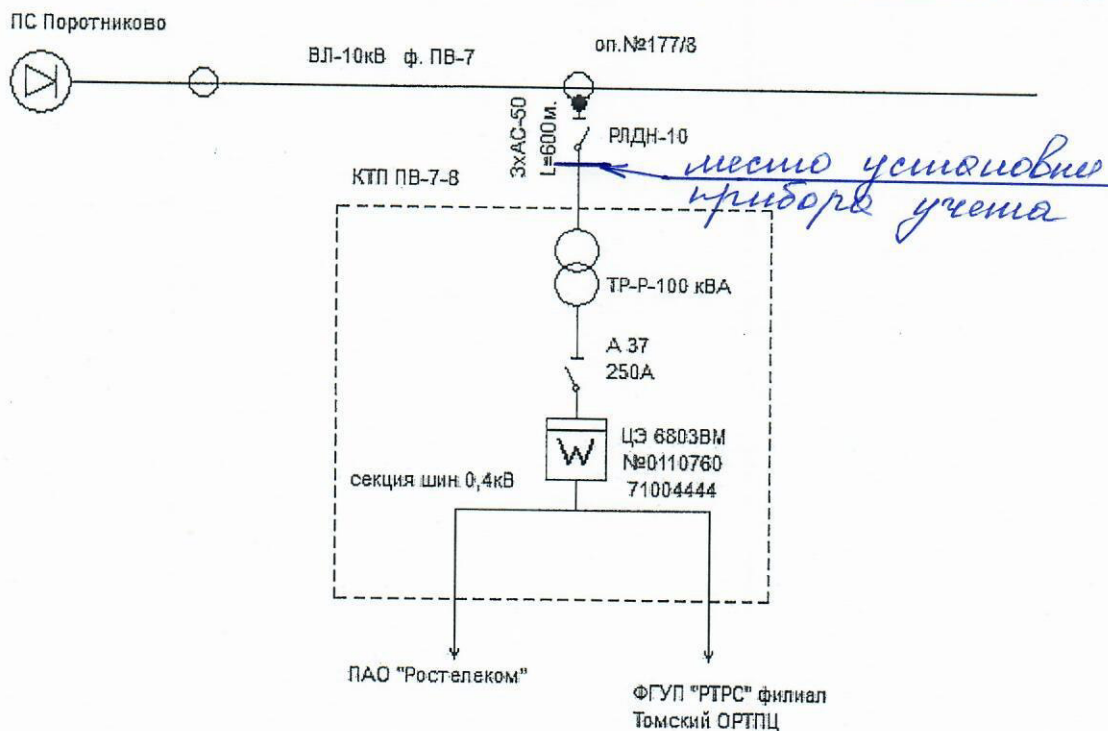 ПС Поротниково
ВЛ-10кВ ф. ПВ-7
оп.№177/8
3хАС-50
L=600м.
РЛДН-10
место установки
прибора учета
КТП ПВ-7-8
ТР-Р-100 кВА
А 37
250А
W
ЦЭ 6803ВМ
№0110760
71004444
секция шин 0,4кВ
ПАО "Ростелеком"
ФГУП "РТРС" филиал
Томский ОРТПЦ